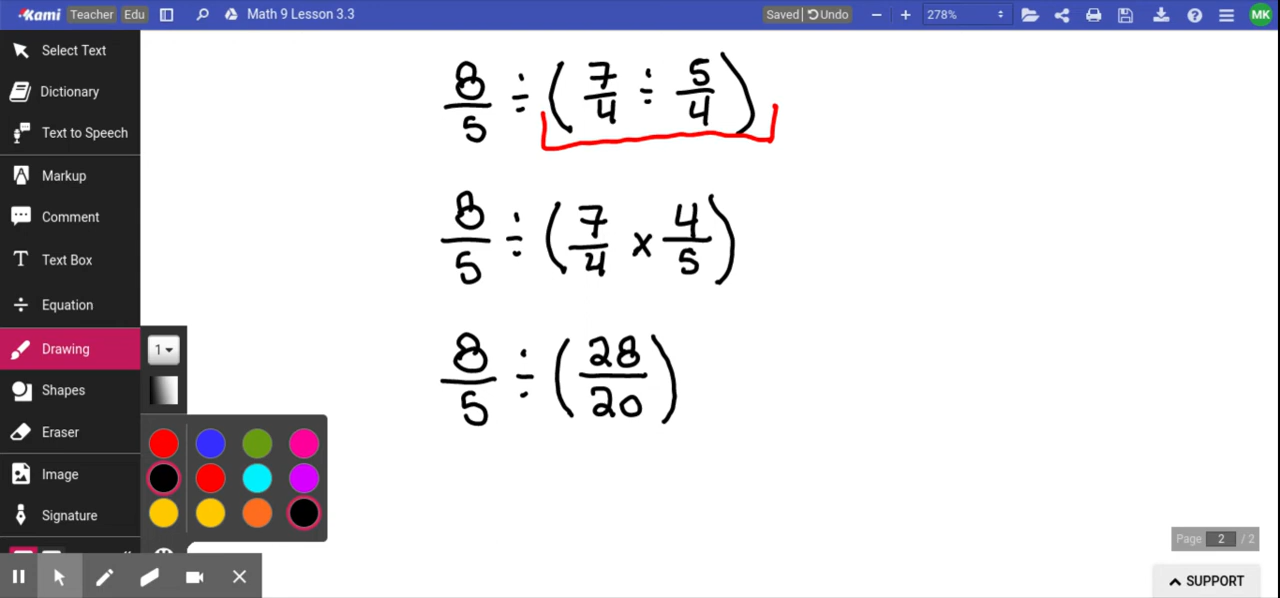 Kami Teacher Edu Math 9 Lesson 3.3 Saved Undo 278% MK
Select Text
Dictionary
Text to Speech
Markup
Comment
Text Box
Equation
Drawing
1
Shapes
Eraser
Image
Signature
8/5 ÷ (7/4 ÷ 5/4)
8/5 ÷ (7/4 × 4/5)
8/5 ÷ (28/20)
Page 2 / 2
SUPPORT